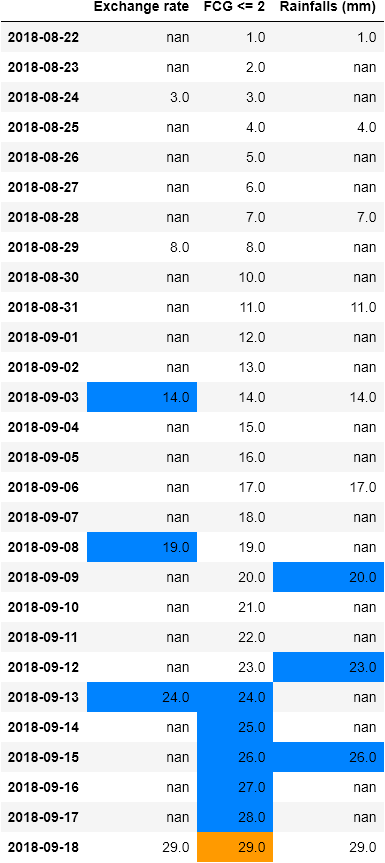 Exchange rate FCG <= 2 Rainfalls (mm)
2018-08-22 nan 1.0 1.0
2018-08-23 nan 2.0 nan
2018-08-24 3.0 3.0 nan
2018-08-25 nan 4.0 4.0
2018-08-26 nan 5.0 nan
2018-08-27 nan 6.0 nan
2018-08-28 nan 7.0 7.0
2018-08-29 8.0 8.0 nan
2018-08-30 nan 10.0 nan
2018-08-31 nan 11.0 11.0
2018-09-01 nan 12.0 nan
2018-09-02 nan 13.0 nan
2018-09-03 14.0 14.0 14.0
2018-09-04 nan 15.0 nan
2018-09-05 nan 16.0 nan
2018-09-06 nan 17.0 17.0
2018-09-07 nan 18.0 nan
2018-09-08 19.0 19.0 nan
2018-09-09 nan 20.0 20.0
2018-09-10 nan 21.0 nan
2018-09-11 nan 22.0 nan
2018-09-12 nan 23.0 23.0
2018-09-13 24.0 24.0 nan
2018-09-14 nan 25.0 nan
2018-09-15 nan 26.0 26.0
2018-09-16 nan 27.0 nan
2018-09-17 nan 28.0 nan
2018-09-18 29.0 29.0 29.0